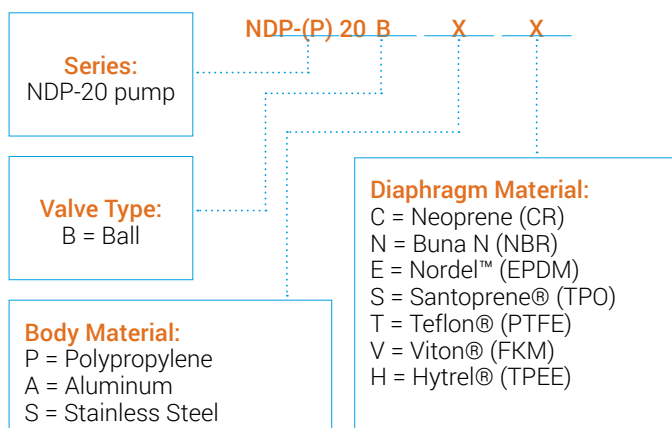 NDP-(P) 20 B X X
Series:
NDP-20 pump
Valve Type:
B = Ball
Body Material:
P = Polypropylene
A = Aluminum
S = Stainless Steel
Diaphragm Material:
C = Neoprene (CR)
N = Buna N (NBR)
E = Nordel™ (EPDM)
S = Santoprene® (TPO)
T = Teflon® (PTFE)
V = Viton® (FKM)
H = Hytrel® (TPEE)